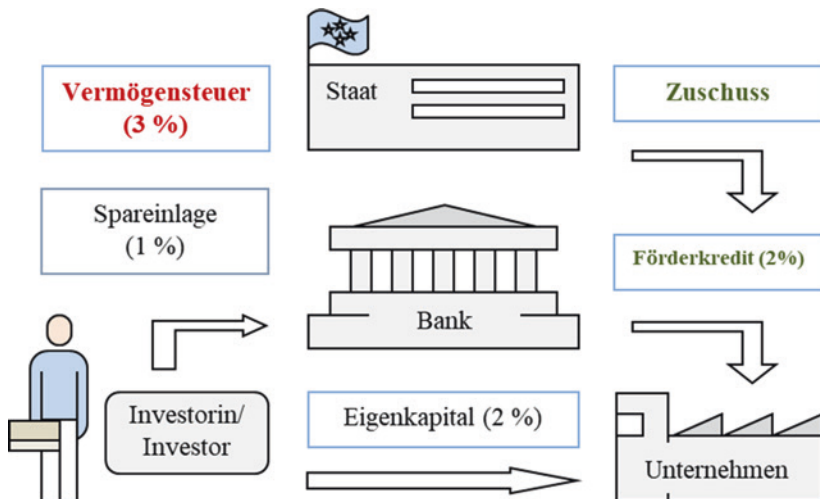 Vermögensteuer
(3 %)
Staat
Zuschuss
Spareinlage
(1 %)
Förderkredit (2%)
Bank
Investorin/
Investor
Eigenkapital (2 %)
Unternehmen